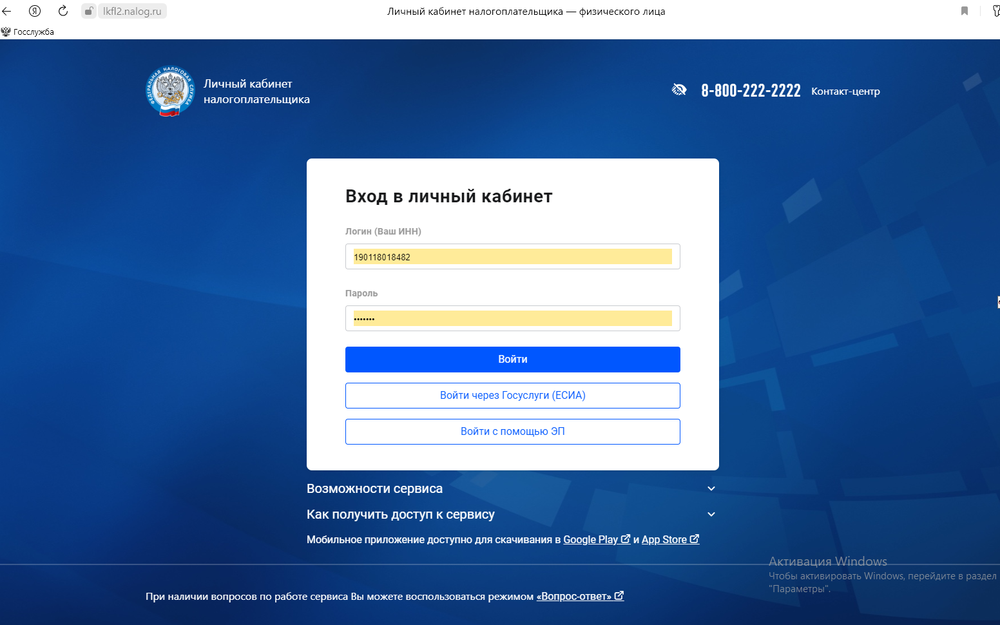 lkfl2.nalog.ru
Личный кабинет налогоплательщика — физического лица
Госслужба
ФЕДЕРАЛЬНАЯ НАЛОГОВАЯ СЛУЖБА
Личный кабинет
налогоплательщика
8-800-222-2222 Контакт-центр
Вход в личный кабинет
Логин (Ваш ИНН)
190118018482
Пароль
•••••••
Войти
Войти через Госуслуги (ЕСИА)
Войти с помощью ЭП
Возможности сервиса
Как получить доступ к сервису
Мобильное приложение доступно для скачивания в Google Play и App Store
Активация Windows
Чтобы активировать Windows, перейдите в раздел
"Параметры".
При наличии вопросов по работе сервиса Вы можете воспользоваться режимом «Вопрос-ответ»